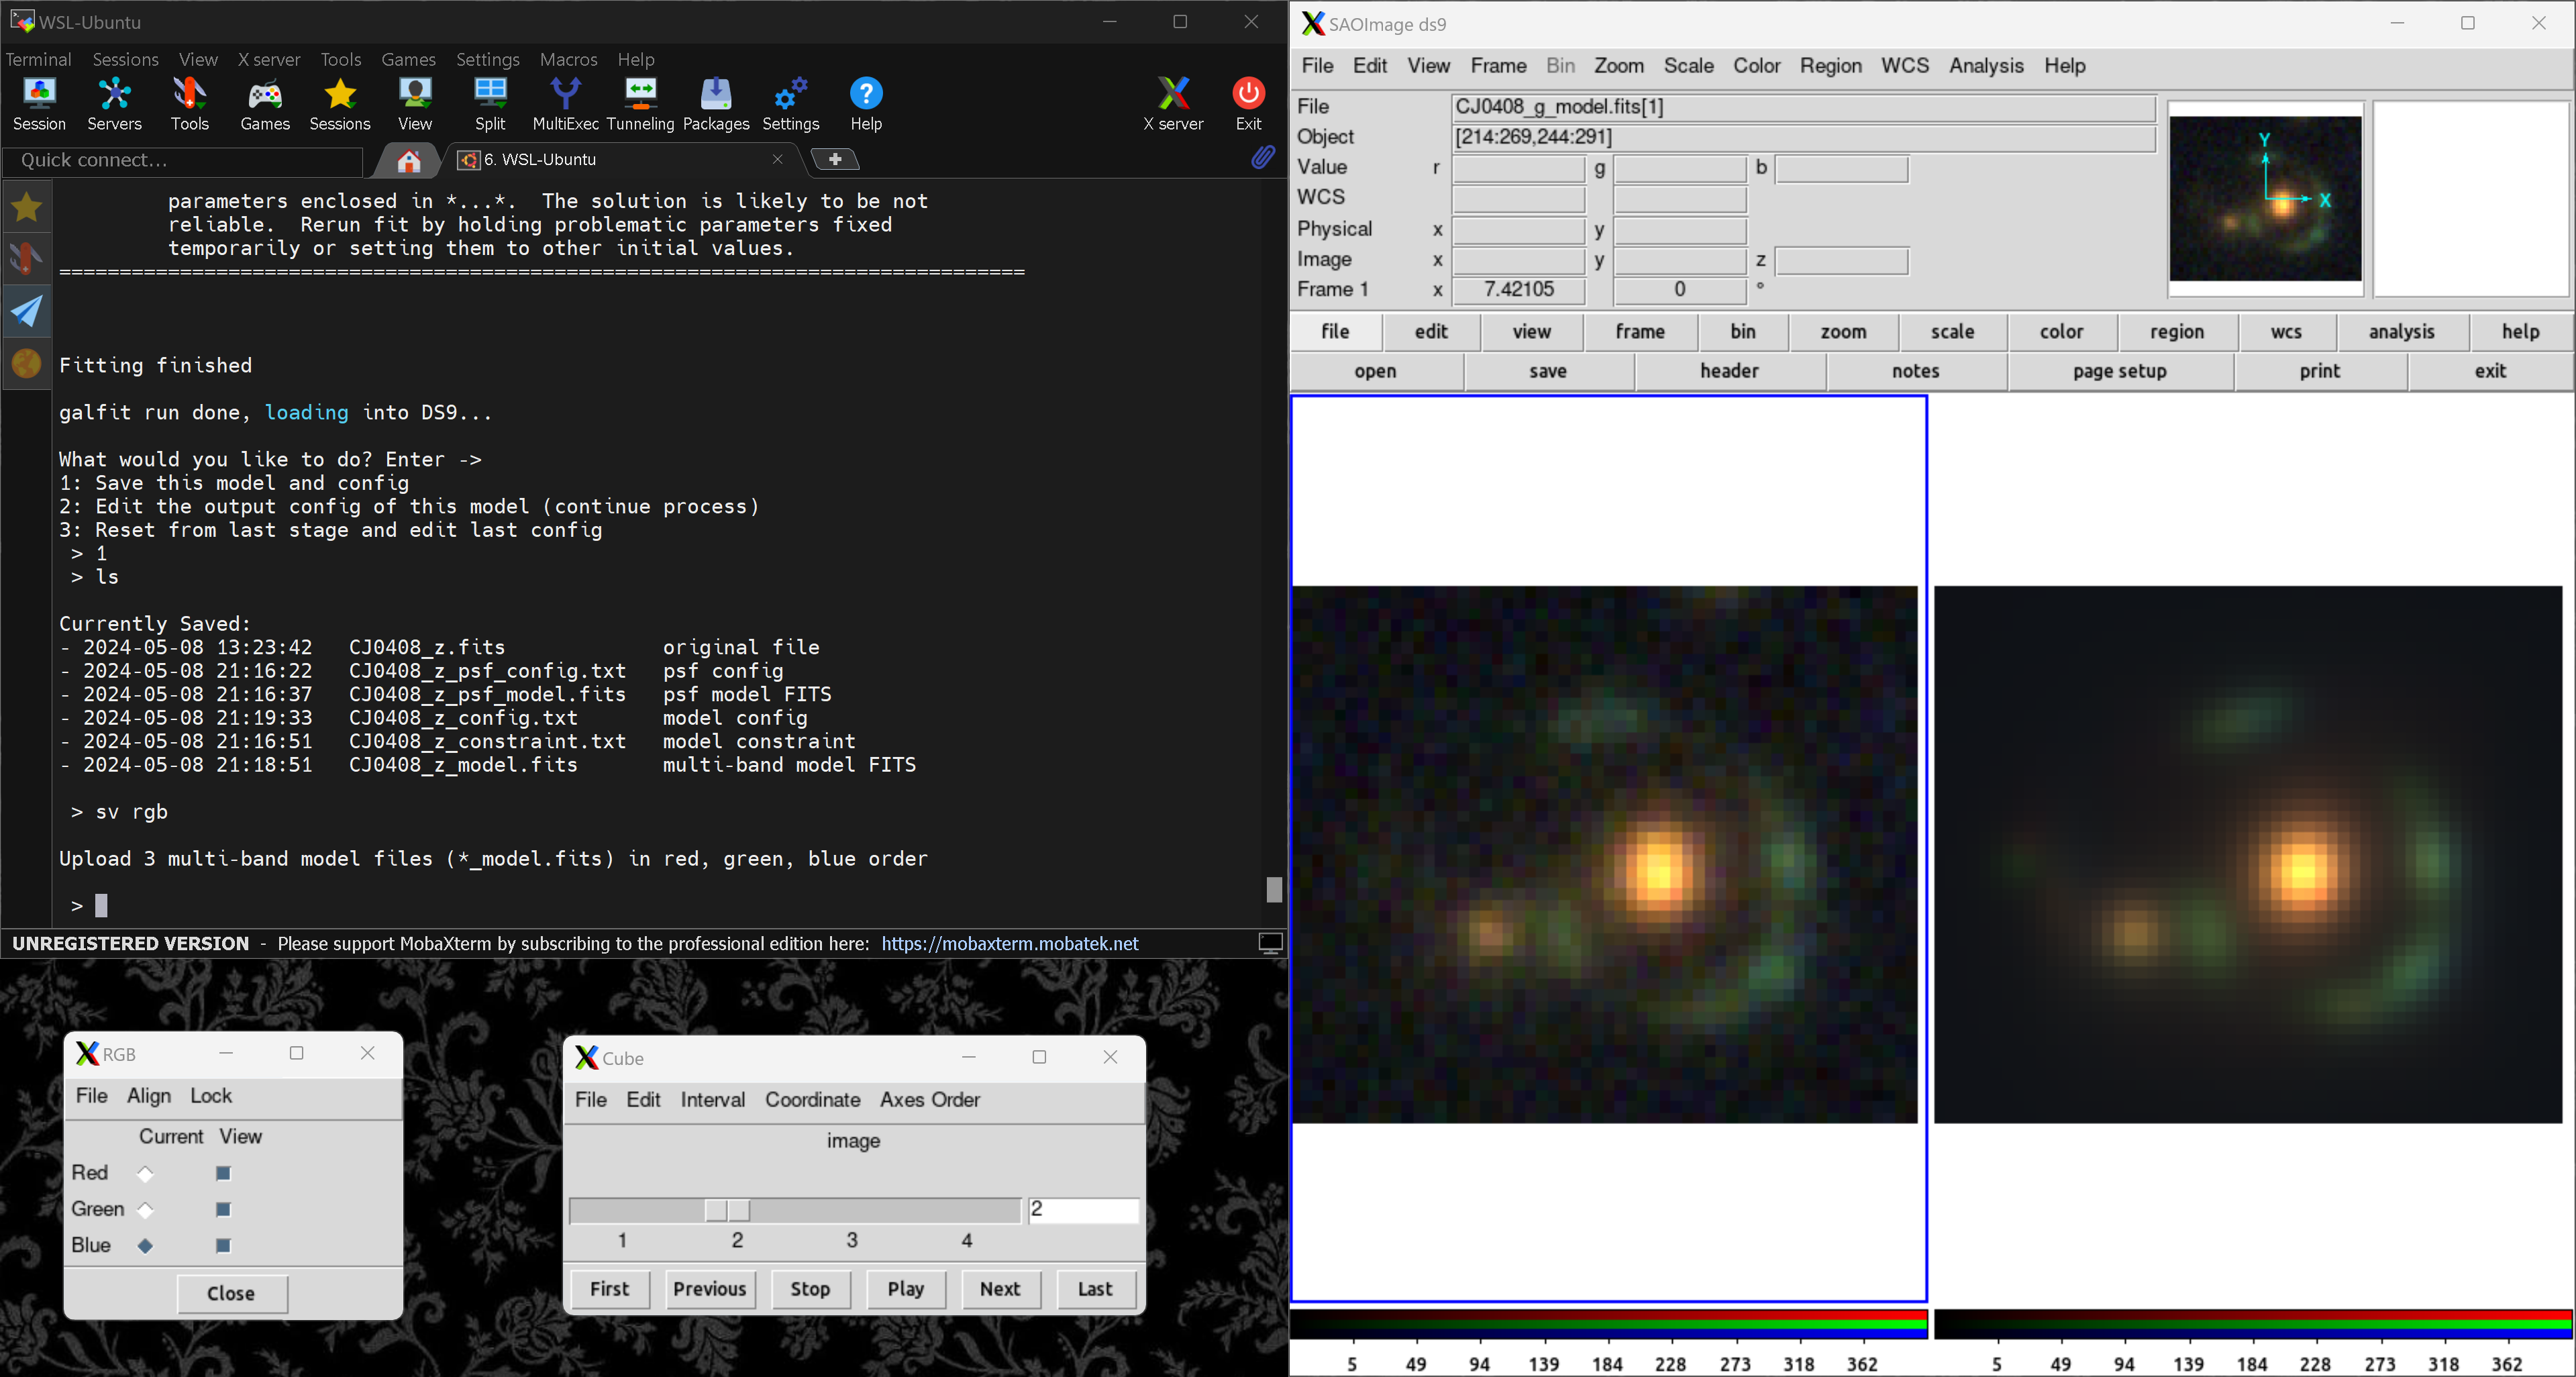 WSL-Ubuntu
Terminal Sessions View X server Tools Games Settings Macros Help
Session Servers Tools Games Sessions View Split MultiExec Tunneling Packages Settings Help X server Exit
Quick connect...
6. WSL-Ubuntu
parameters enclosed in *...*.  The solution is likely to be not
reliable.  Rerun fit by holding problematic parameters fixed
temporarily or setting them to other initial values.
================================================================================
Fitting finished
galfit run done, loading into DS9...
What would you like to do? Enter ->
1: Save this model and config
2: Edit the output config of this model (continue process)
3: Reset from last stage and edit last config
> 1
> ls
Currently Saved:
- 2024-05-08 13:23:42 CJ0408_z.fits original file
- 2024-05-08 21:16:22 CJ0408_z_psf_config.txt psf config
- 2024-05-08 21:16:37 CJ0408_z_psf_model.fits psf model FITS
- 2024-05-08 21:19:33 CJ0408_z_config.txt model config
- 2024-05-08 21:16:51 CJ0408_z_constraint.txt model constraint
- 2024-05-08 21:18:51 CJ0408_z_model.fits multi-band model FITS
> sv rgb
Upload 3 multi-band model files (*_model.fits) in red, green, blue order
>
UNREGISTERED VERSION - Please support MobaXterm by subscribing to the professional edition here: https://mobaxterm.mobatek.net
RGB
File Align Lock
Current View
Red
Green
Blue
Close
Cube
File Edit Interval Coordinate Axes Order
image
2
1 2 3 4
First Previous Stop Play Next Last
SAOImage ds9
File Edit View Frame Bin Zoom Scale Color Region WCS Analysis Help
File CJ0408_g_model.fits[1]
Object [214:269,244:291]
Value r g b
WCS
Physical x y
Image x y z
Frame 1 x 7.42105 0 °
Y
X
file edit view frame bin zoom scale color region wcs analysis help
open save header notes page setup print exit
5 49 94 139 184 228 273 318 362
5 49 94 139 184 228 273 318 362